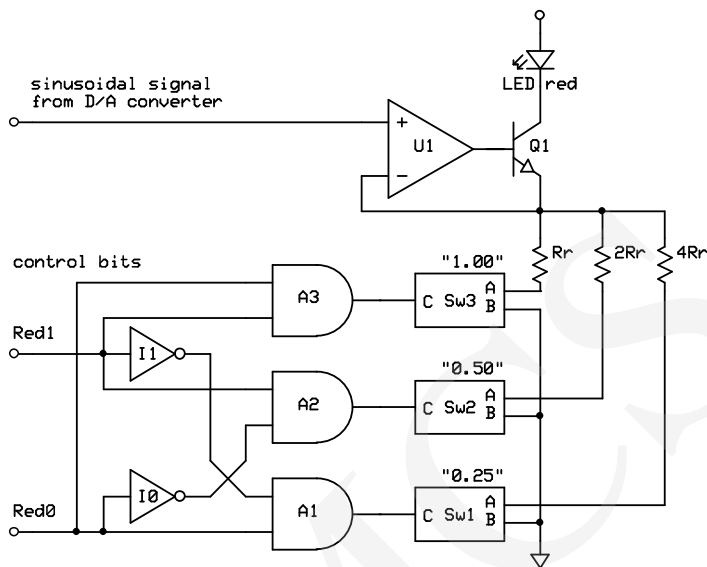 sinusoidal signal
from D/A converter
LED red
+
U1
−
Q1
control bits
"1.00"
Rr
2Rr
4Rr
A3
C Sw3 A
B
Red1
I1
"0.50"
A2
C Sw2 A
B
I0
"0.25"
Red0
A1
C Sw1 A
B